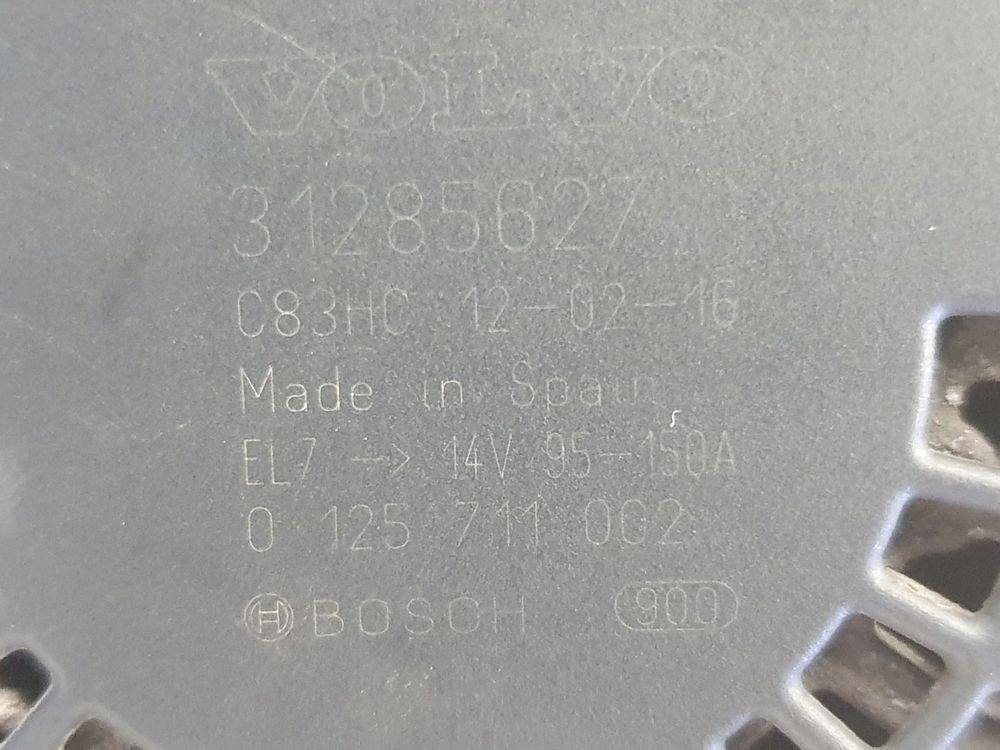 VOLVO
31285627
C83HC 12-02-16
Made in Spain
EL7 → 14V 95-150A
0 125 711 002
BOSCH 900